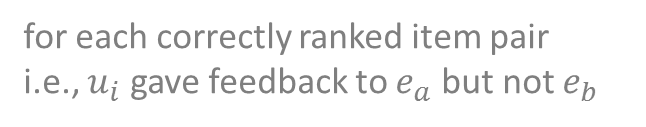 for each correctly ranked item pair
i.e., u_i gave feedback to e_a but not e_b